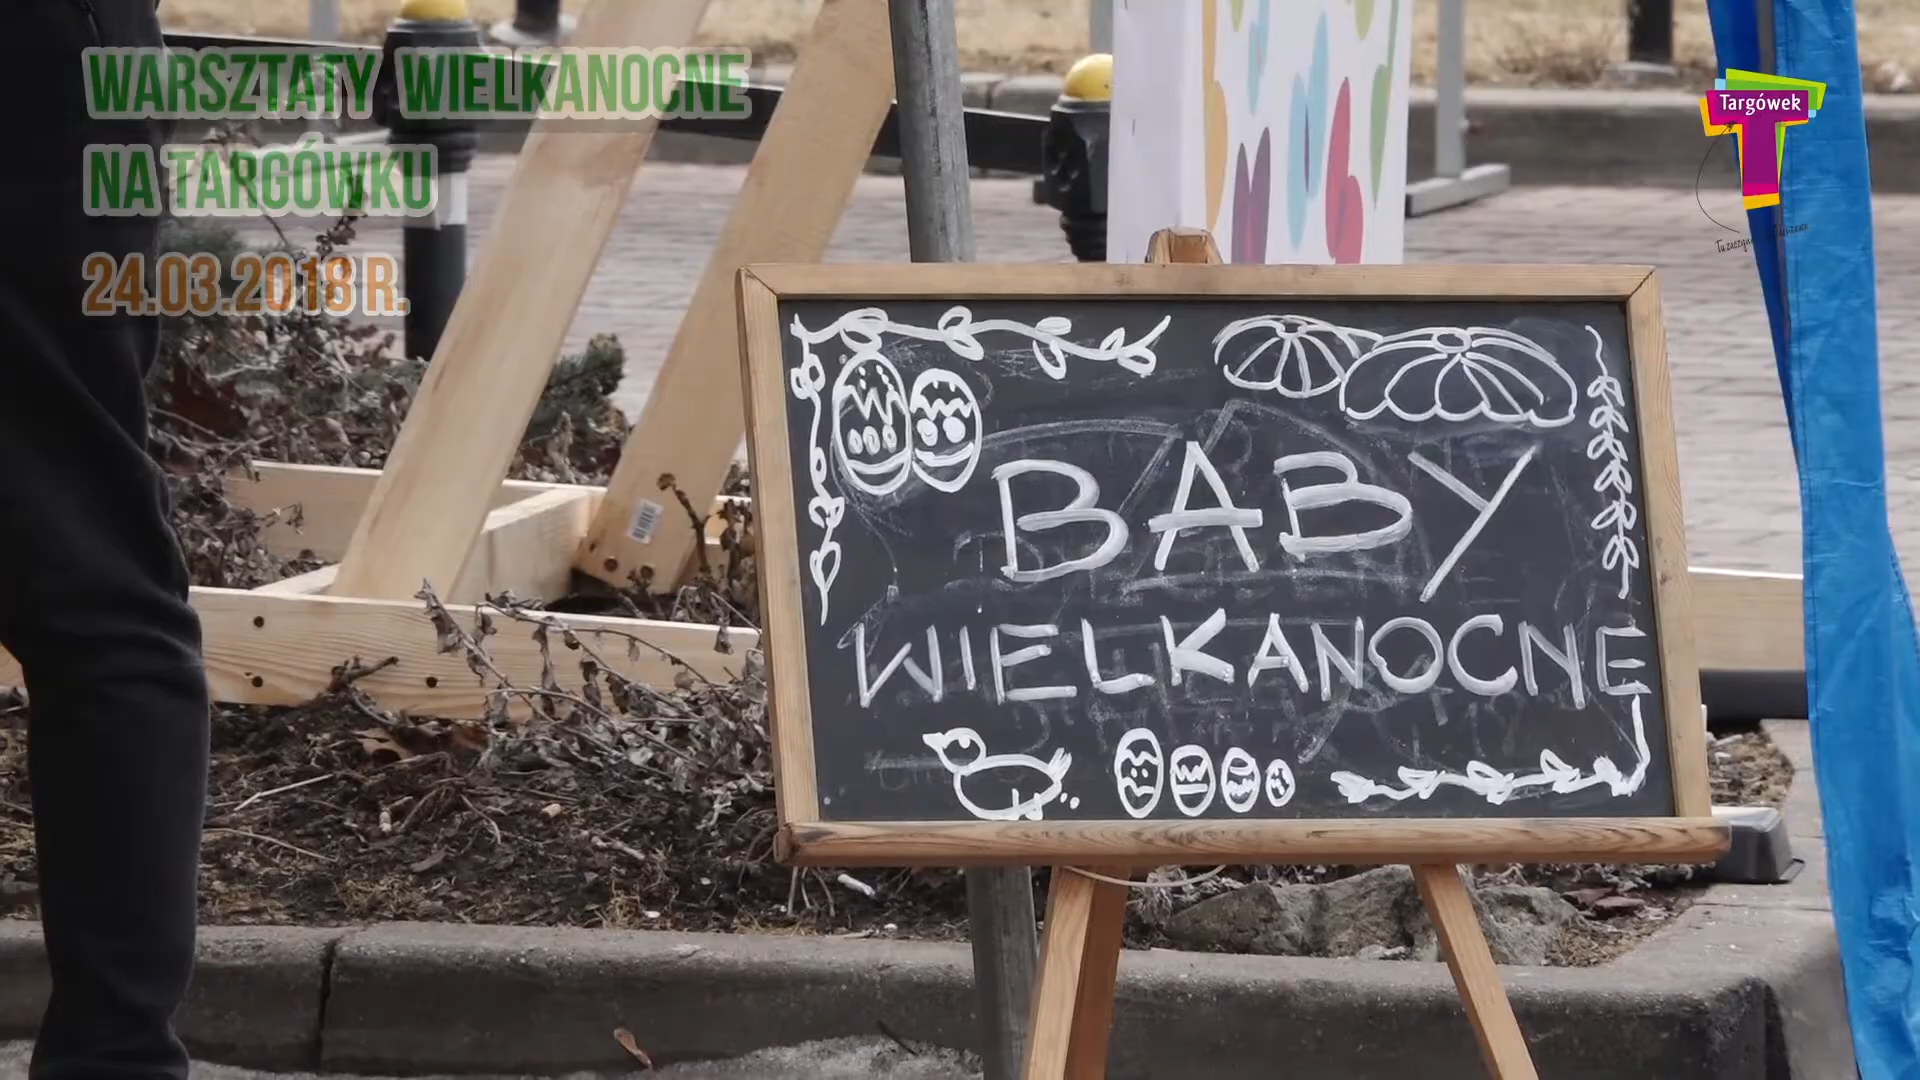 WARSZTATY WIELKANOCNE
NA TARGÓWKU
24.03.2018 R.
Targówek
BABY
WIELKANOCNE